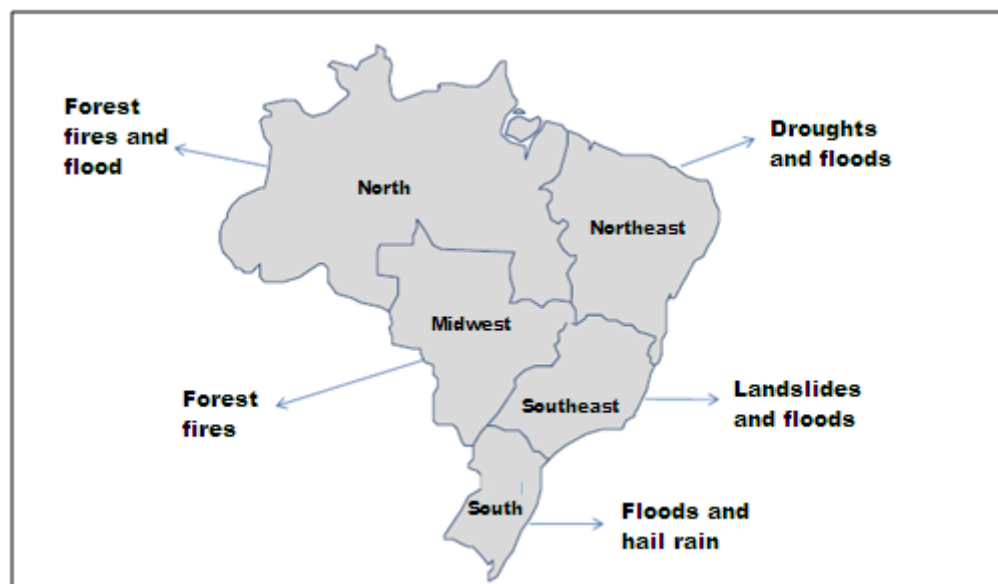 Forest
fires and
flood
Droughts
and floods
North
Northeast
Midwest
Forest
fires
Southeast
Landslides
and floods
South
Floods and
hail rain